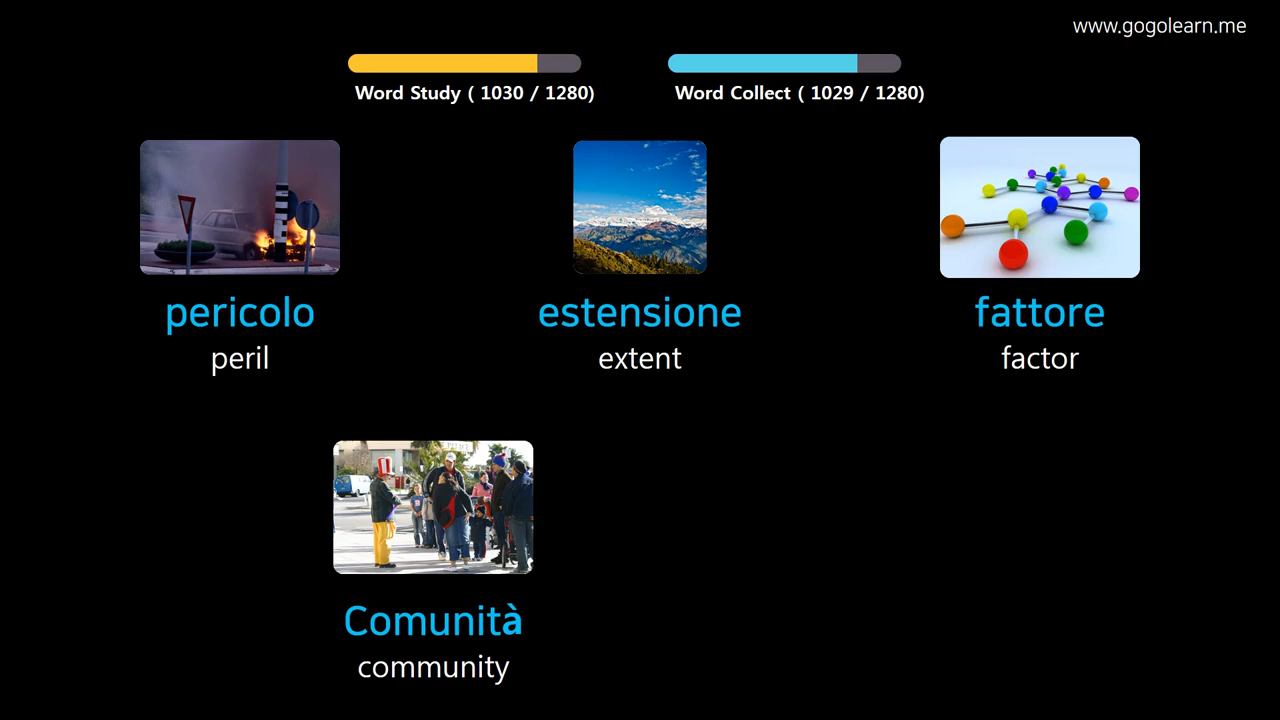 www.gogolearn.me
Word Study ( 1030 / 1280)
Word Collect ( 1029 / 1280)
pericolo
peril
estensione
extent
fattore
factor
Comunità
community